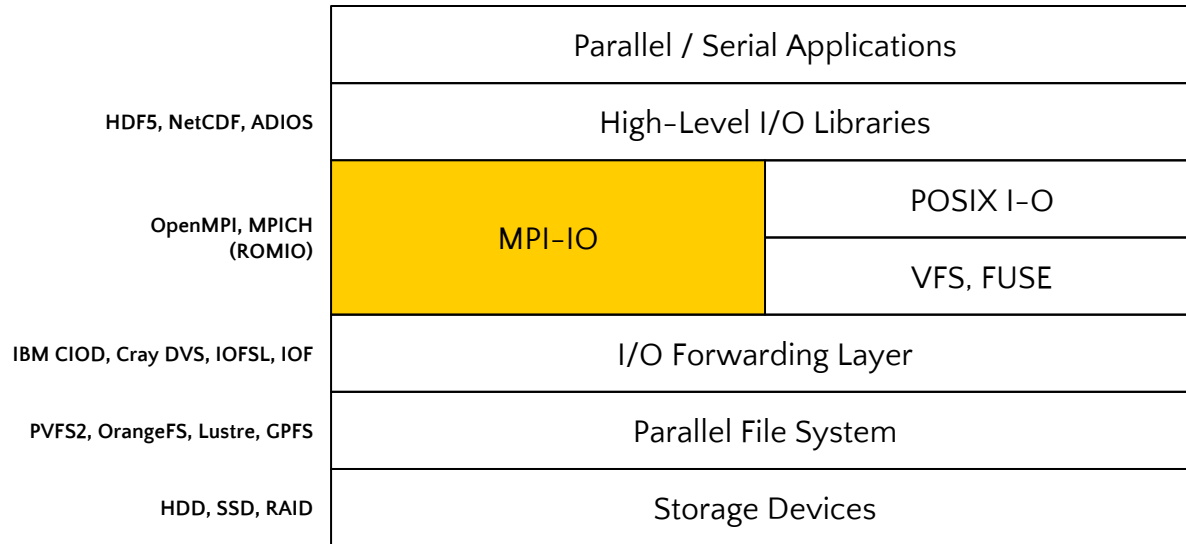 Parallel / Serial Applications
HDF5, NetCDF, ADIOS
High-Level I/O Libraries
OpenMPI, MPICH
(ROMIO)
MPI-IO
POSIX I-O
VFS, FUSE
IBM CIOD, Cray DVS, IOFSL, IOF
I/O Forwarding Layer
PVFS2, OrangeFS, Lustre, GPFS
Parallel File System
HDD, SSD, RAID
Storage Devices